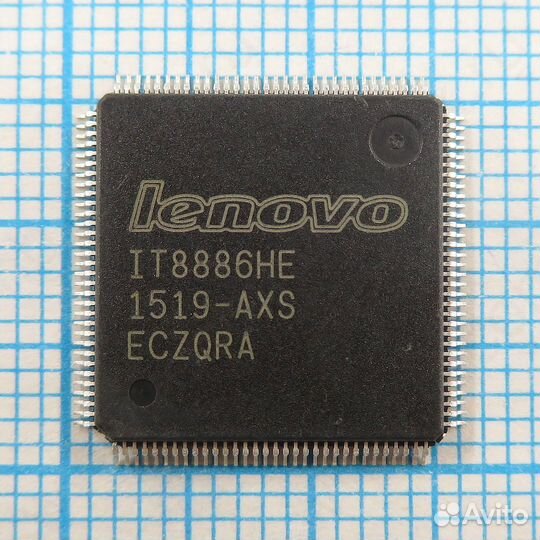 lenovo
IT8886HE
1519-AXS
ECZQRA
Avito